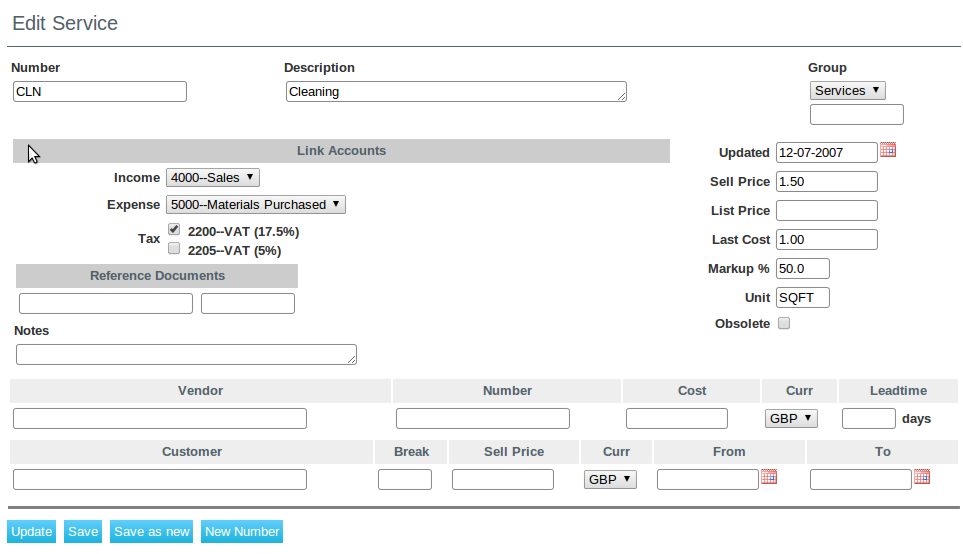 Edit Service
Number Description Group
CLN Cleaning Services
Link Accounts
Updated 12-07-2007
Income 4000--Sales
Sell Price 1.50
Expense 5000--Materials Purchased
List Price
Tax 2200--VAT (17.5%)
2205--VAT (5%)
Last Cost 1.00
Reference Documents
Markup % 50.0
Unit SQFT
Notes
Obsolete
Vendor Number Cost Curr Leadtime
GBP days
Customer Break Sell Price Curr From To
GBP
Update Save Save as new New Number